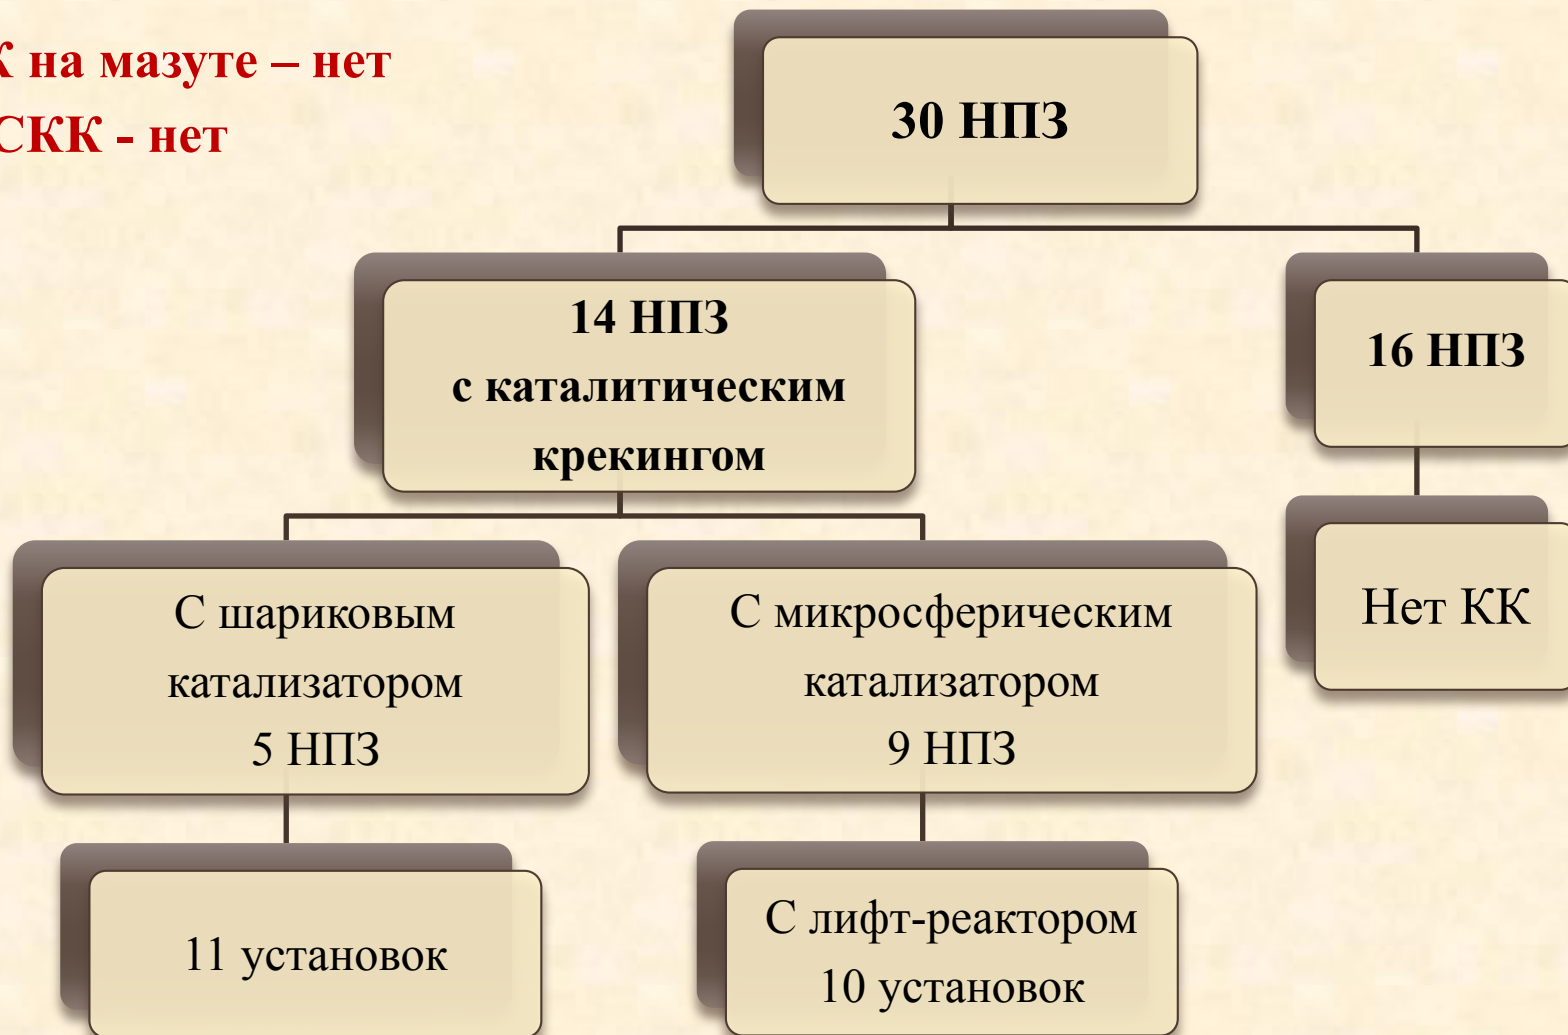 К на мазуте – нет
СКК - нет
30 НПЗ
14 НПЗ
с каталитическим
крекингом
16 НПЗ
С шариковым
катализатором
5 НПЗ
С микросферическим
катализатором
9 НПЗ
Нет КК
11 установок
С лифт-реактором
10 установок